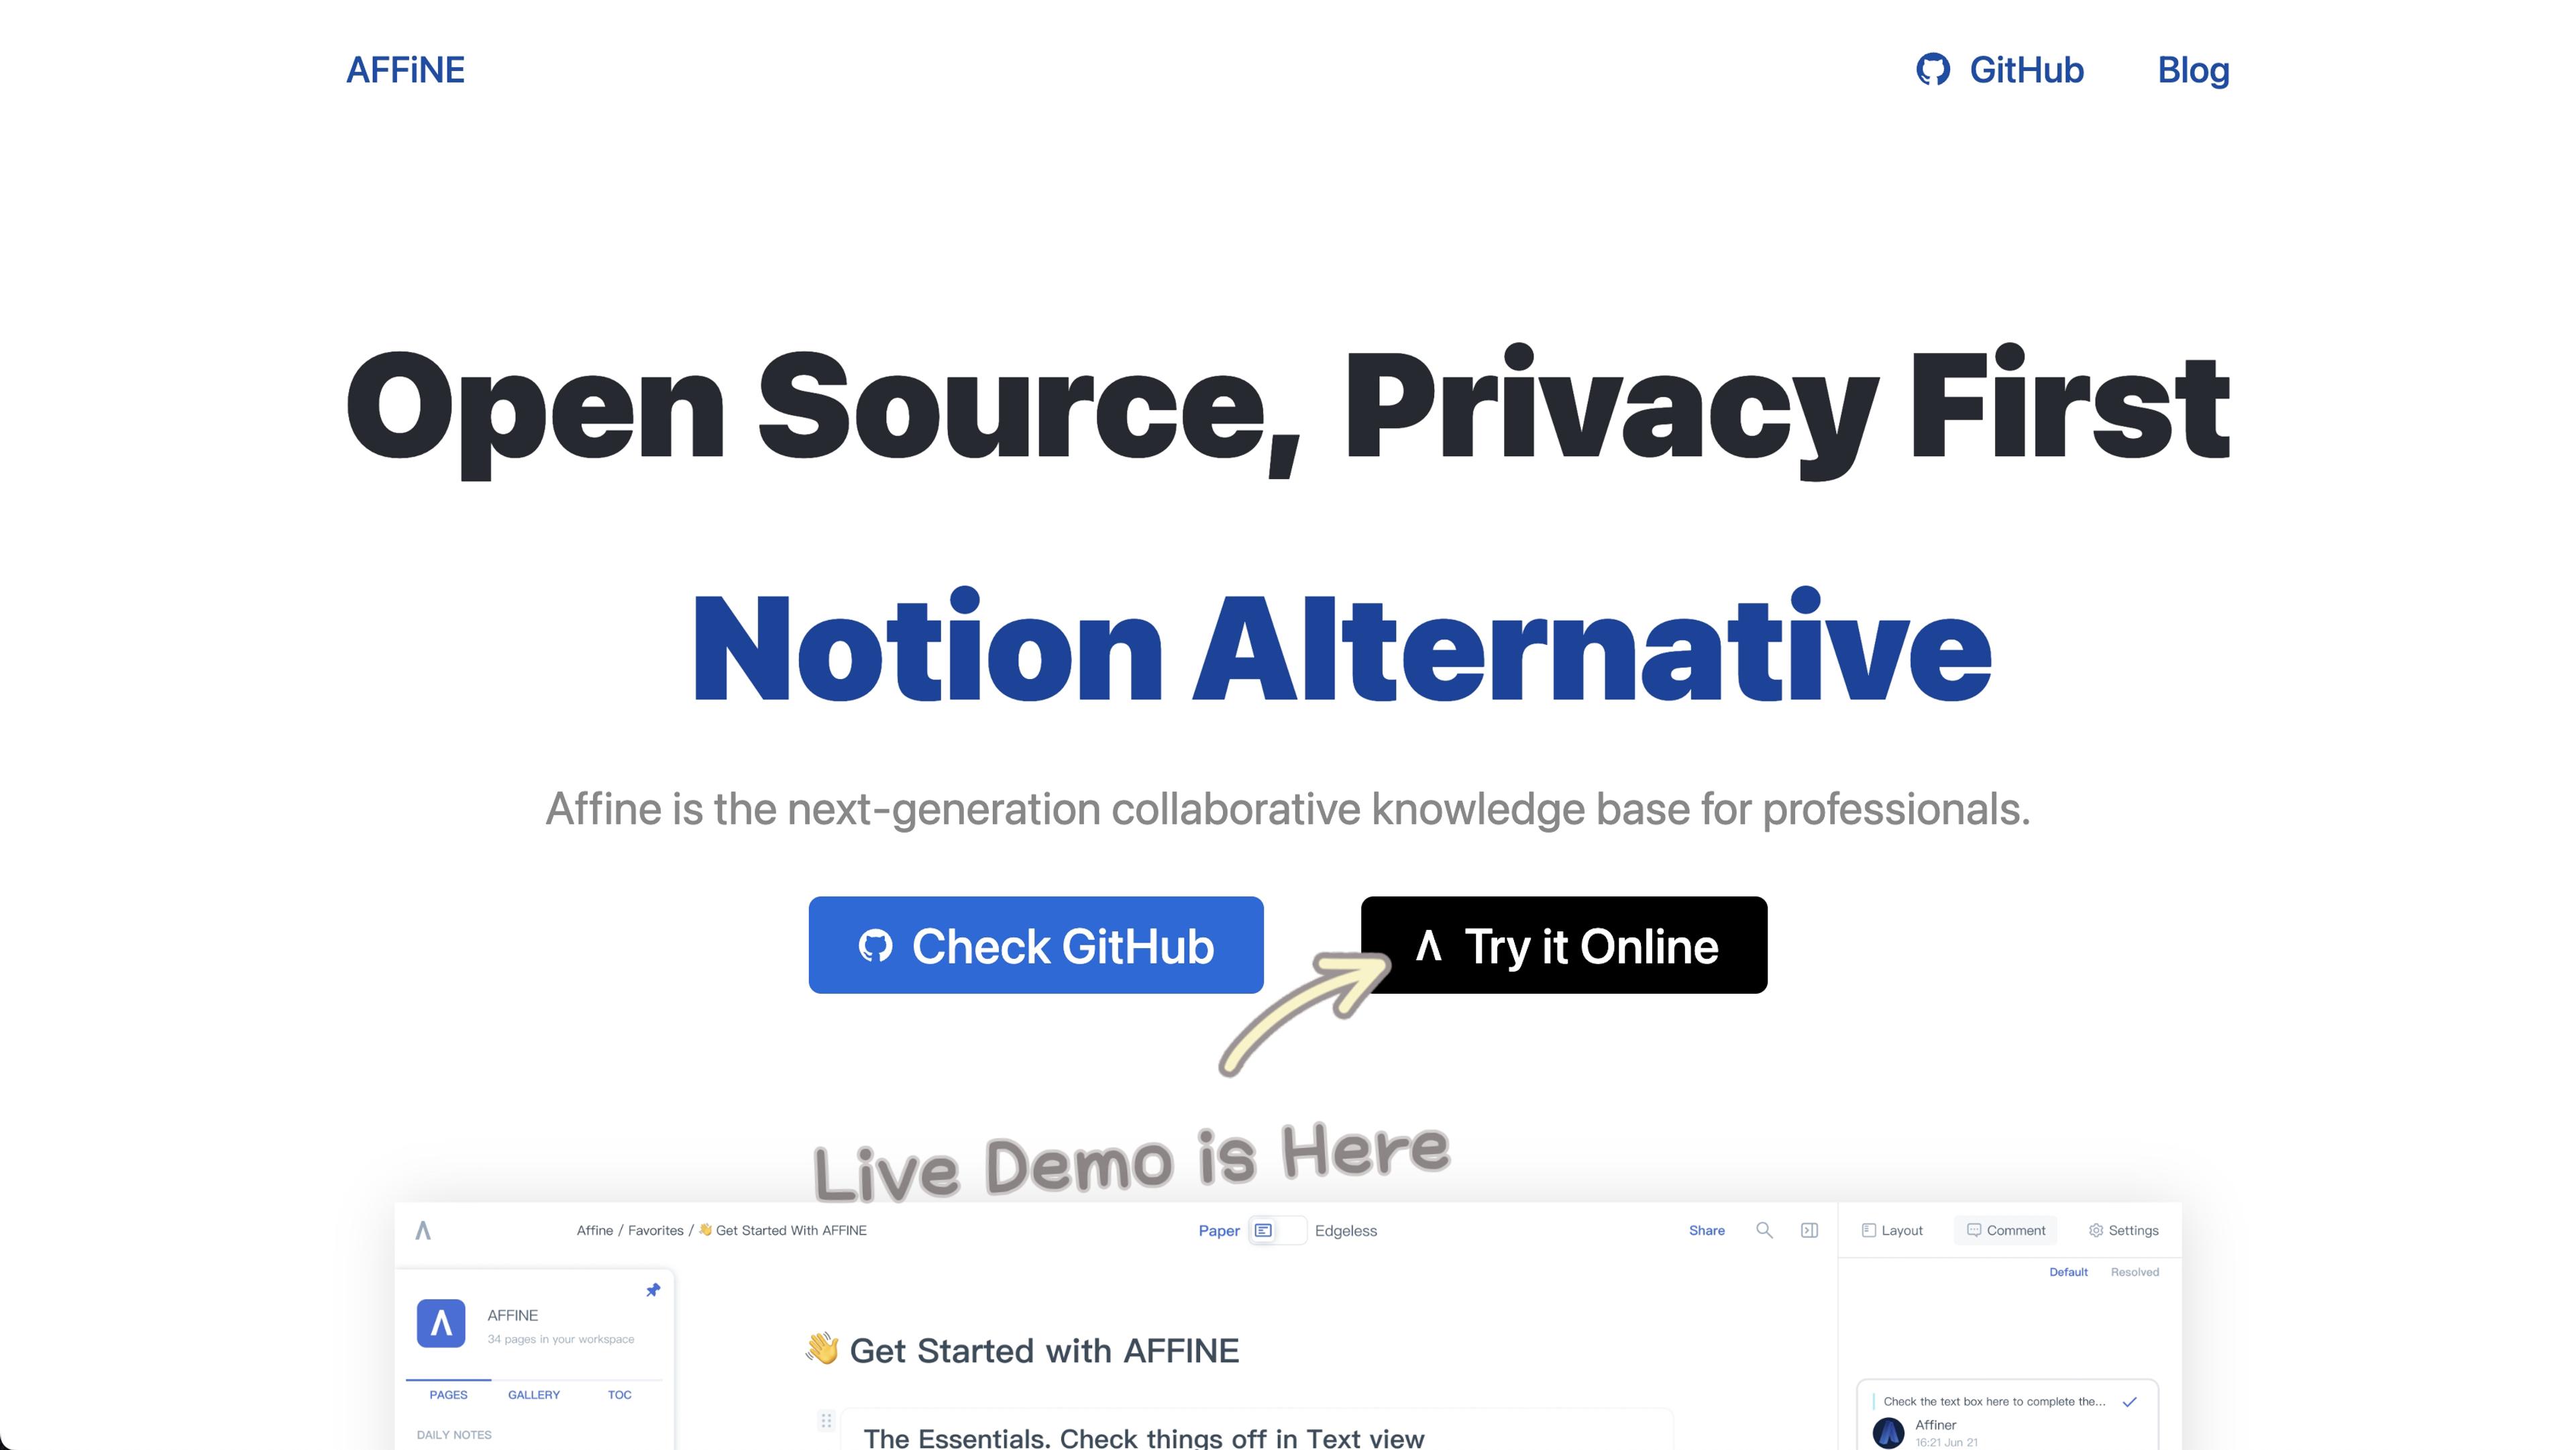 AFFiNE
GitHub
Blog
Open Source, Privacy First
Notion Alternative
Affine is the next-generation collaborative knowledge base for professionals.
Check GitHub
Try it Online
Live Demo is Here
Affine / Favorites / 👋 Get Started With AFFINE
Paper
Edgeless
Share
Layout
Comment
Settings
Default
Resolved
AFFINE
34 pages in your workspace
PAGES
GALLERY
TOC
DAILY NOTES
👋 Get Started with AFFINE
The Essentials. Check things off in Text view
Check the text box here to complete the...
Affiner
16:21 Jun 21